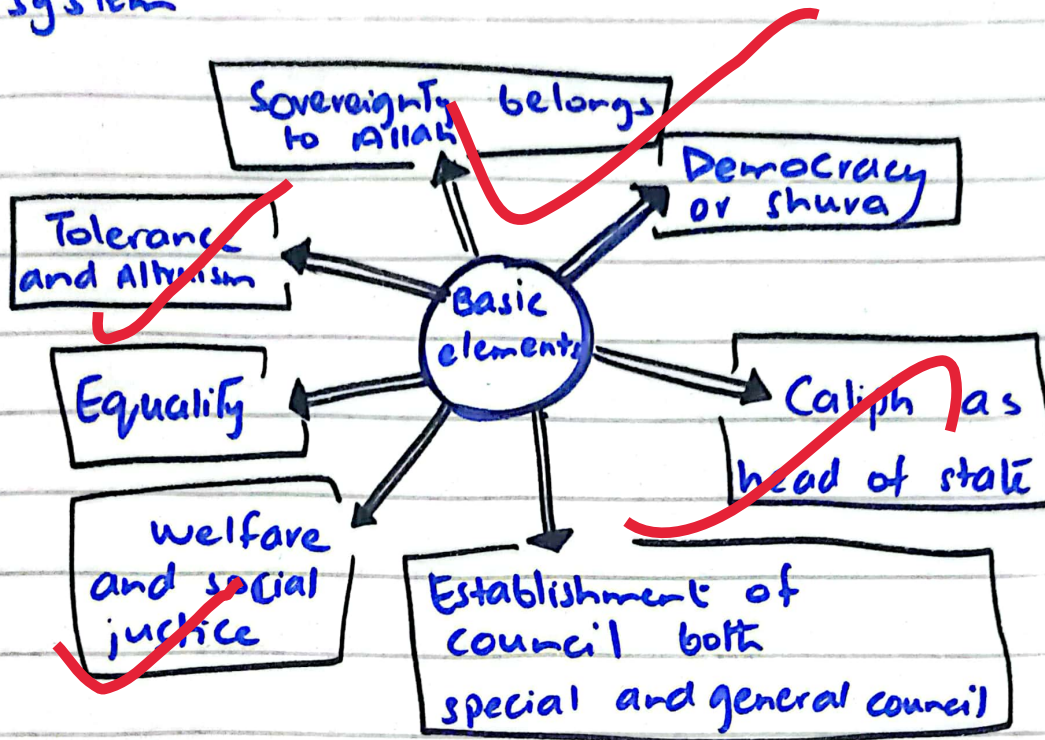 system
Sovereignty belongs
to Allah
Democracy
or shura
Tolerance
and Altruism
Basic
elements
Equality
Caliph as
head of state
welfare
and social
justice
Establishment of
council both
special and general council